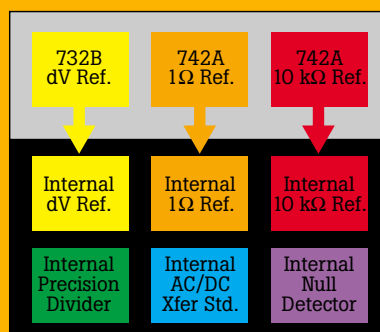 732B
dV Ref.
742A
1Ω Ref.
742A
10 kΩ Ref.
Internal
dV Ref.
Internal
1Ω Ref.
Internal
10 kΩ Ref.
Internal
Precision
Divider
Internal
AC/DC
Xfer Std.
Internal
Null
Detector